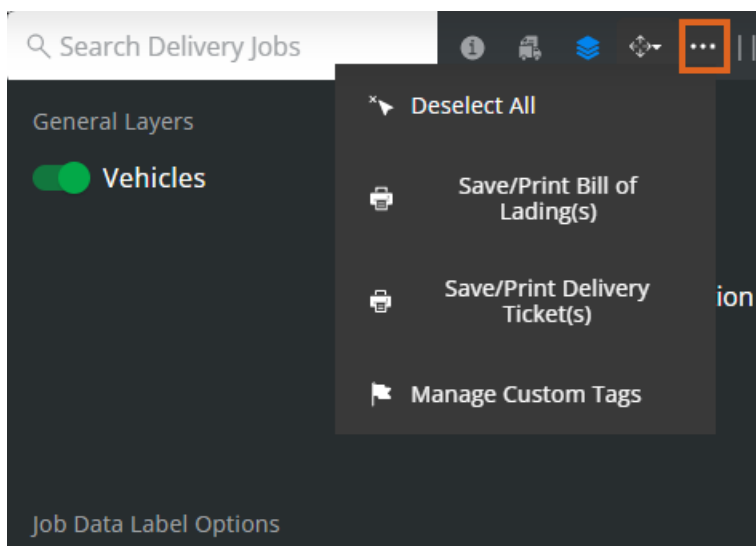 Search Delivery Jobs
General Layers
Vehicles
Deselect All
Save/Print Bill of
Lading(s)
Save/Print Delivery
Ticket(s)
ion
Manage Custom Tags
Job Data Label Options